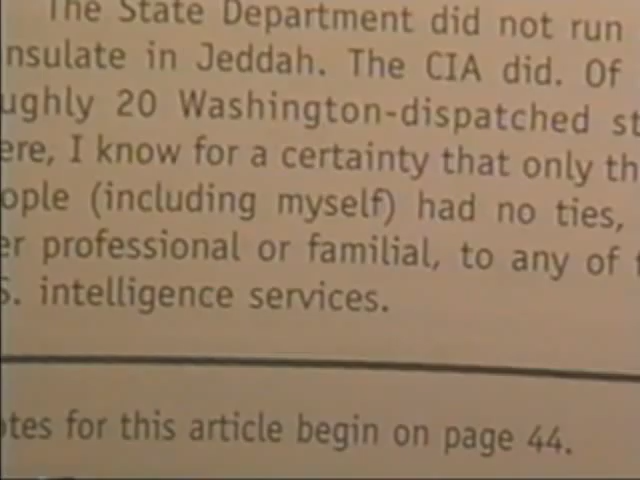 The State Department did not run
nsulate in Jeddah. The CIA did. Of
ughly 20 Washington-dispatched st
ere, I know for a certainty that only th
ople (including myself) had no ties,
er professional or familial, to any of
S. intelligence services.
otes for this article begin on page 44.